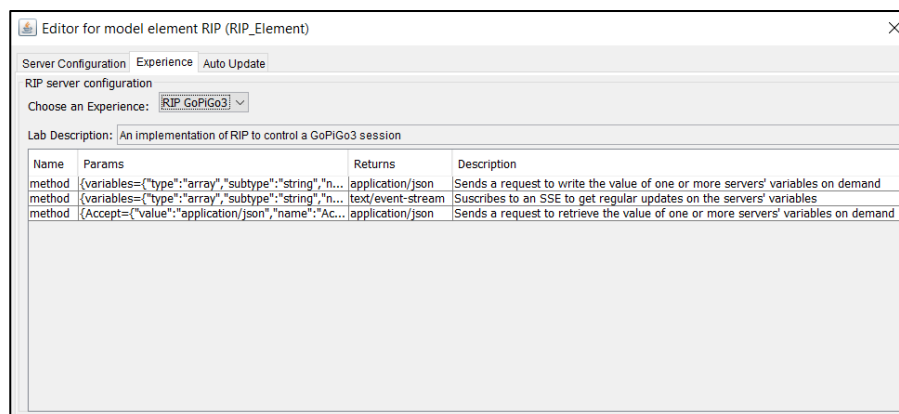 Editor for model element RIP (RIP_Element)
Server Configuration Experience Auto Update
RIP server configuration
Choose an Experience: RIP GoPiGo3
Lab Description: An implementation of RIP to control a GoPiGo3 session
Name Params Returns Description
method {variables={"type":"array","subtype":"string","n... application/json Sends a request to write the value of one or more servers' variables on demand
method {variables={"type":"array","subtype":"string","n... text/event-stream Suscribes to an SSE to get regular updates on the servers' variables
method {Accept={"value":"application/json","name":"Ac... application/json Sends a request to retrieve the value of one or more servers' variables on demand